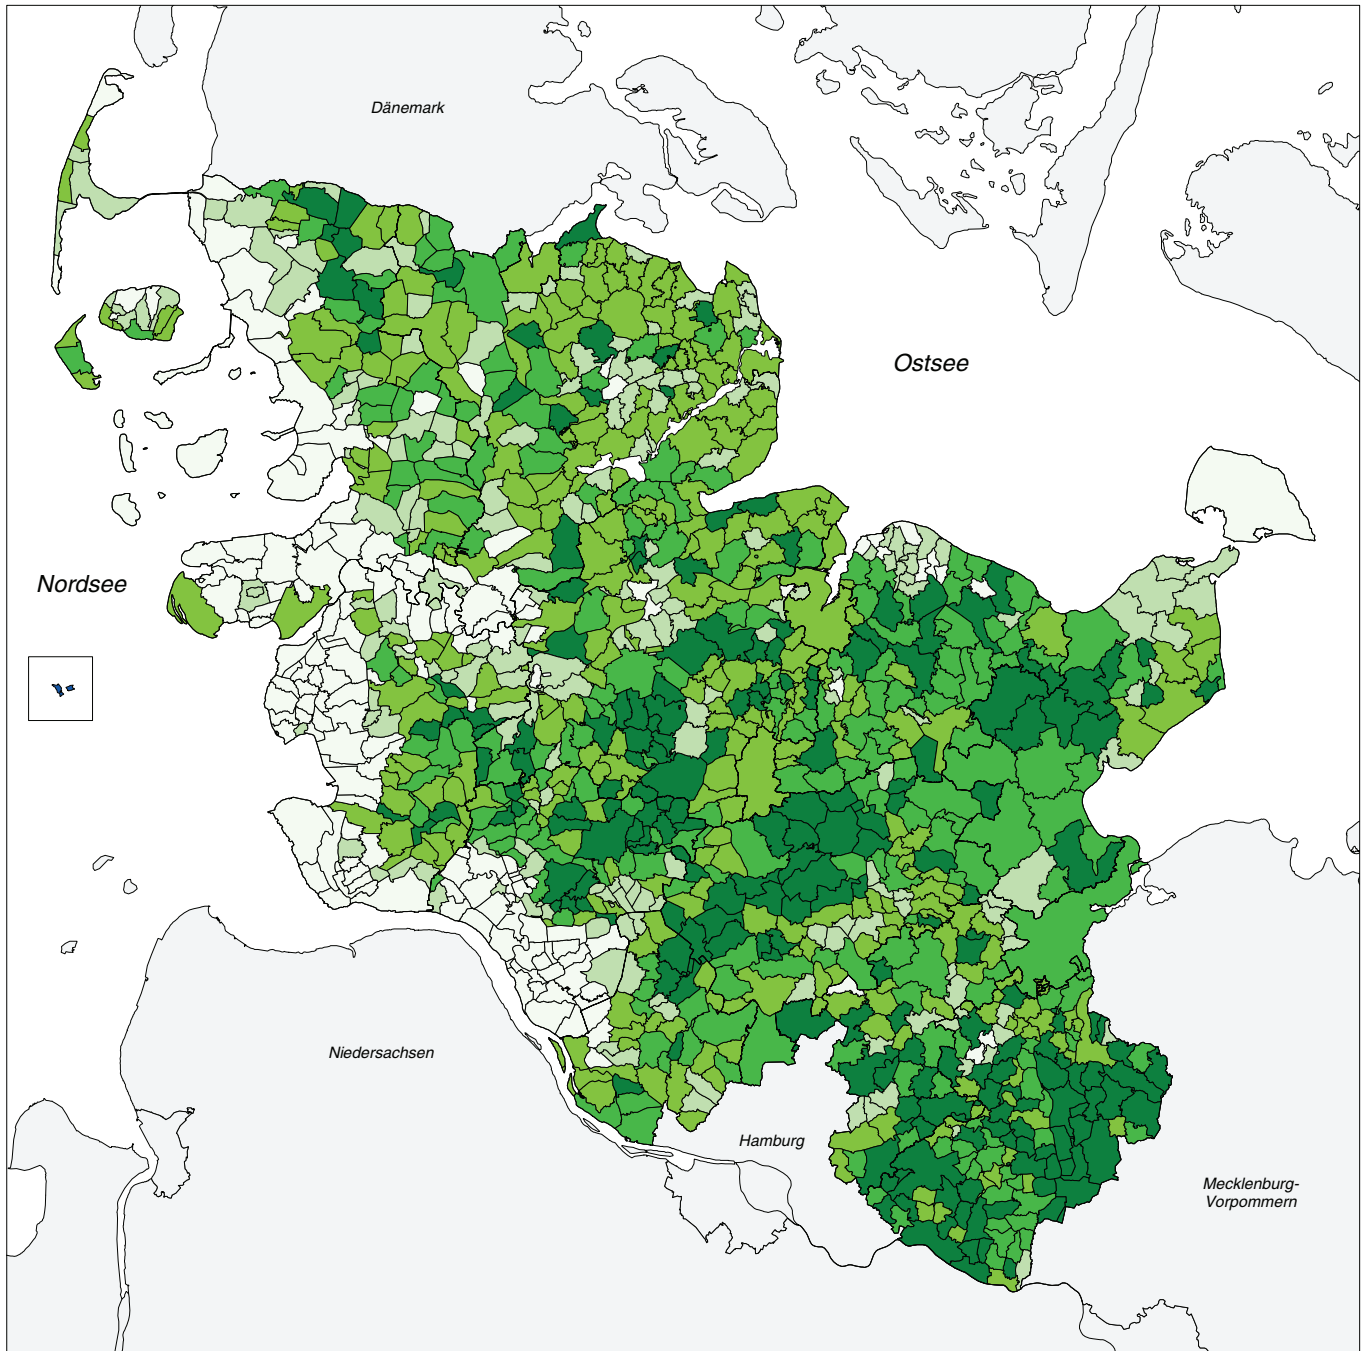 Dänemark
Ostsee
Nordsee
Niedersachsen
Hamburg
Mecklenburg-
Vorpommern